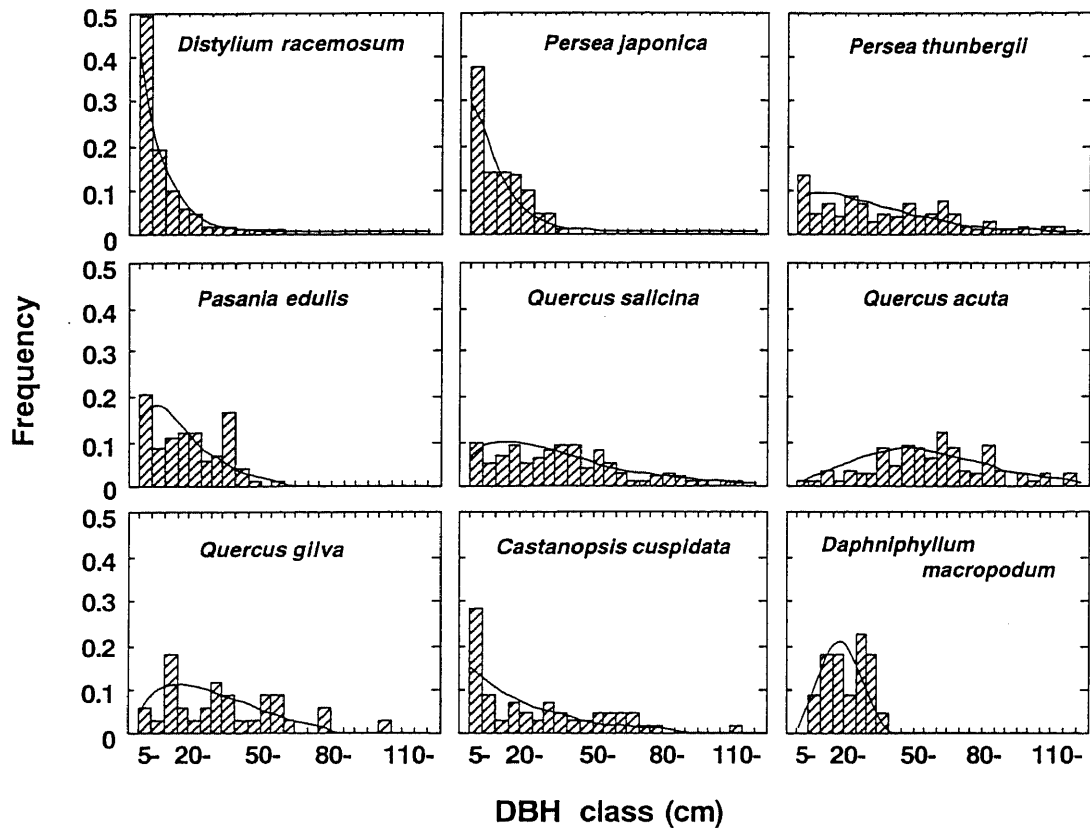 0.5
0.4
0.3
0.2
0.1
0
Distylium racemosum
Persea japonica
Persea thunbergii
0.5
0.4
0.3
0.2
0.1
0
Pasania edulis
Quercus salicina
Quercus acuta
Frequency
0.5
0.4
0.3
0.2
0.1
0
Quercus gilva
Castanopsis cuspidata
Daphniphyllum
macropodum
5- 20- 50- 110-
5- 20- 50- 110-
5- 20- 50- 110-
DBH class (cm)